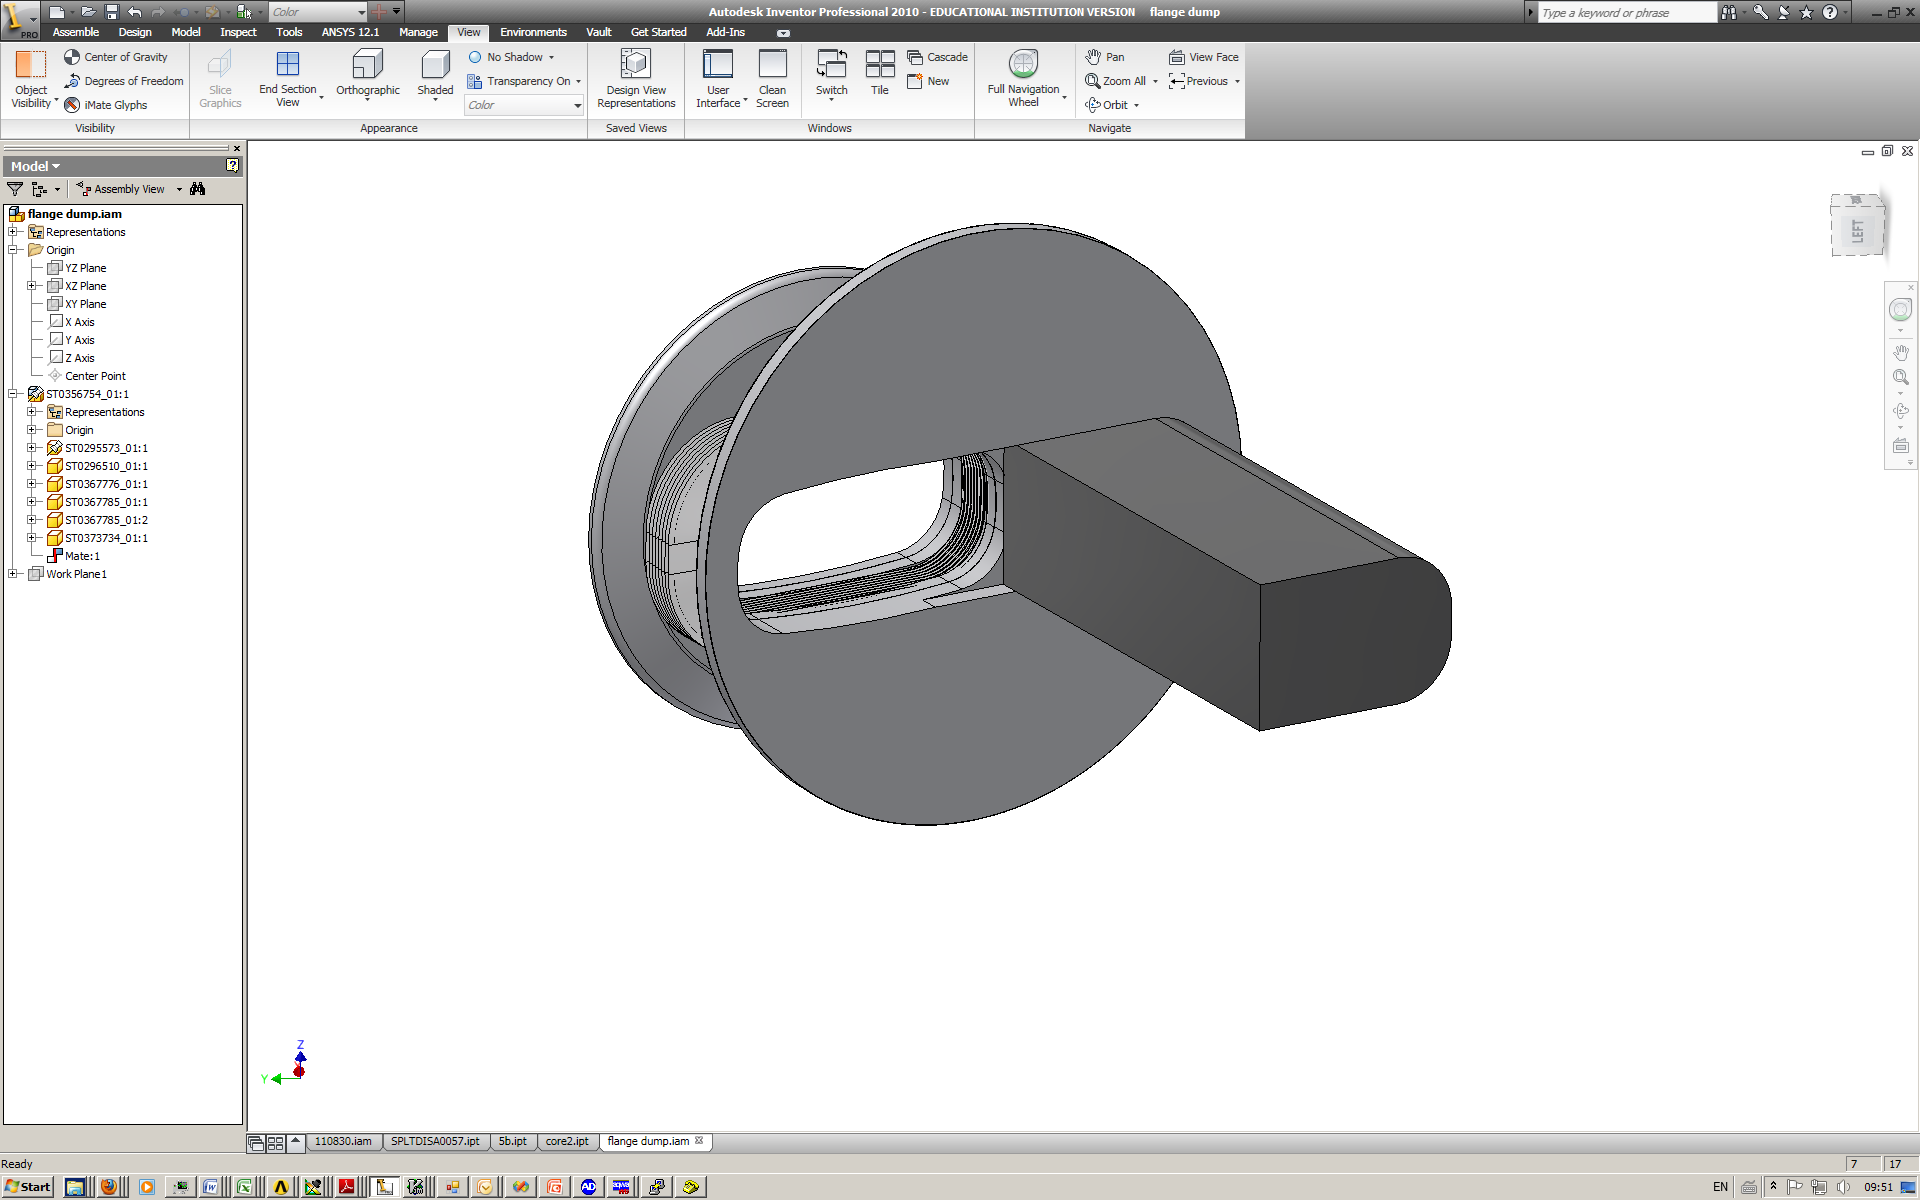 Color
Autodesk Inventor Professional 2010 - EDUCATIONAL INSTITUTION VERSION flange dump
Type a keyword or phrase
PRO
Assemble Design Model Inspect Tools ANSYS 12.1 Manage View Environments Vault Get Started Add-Ins
Object Visibility
Center of Gravity
Degrees of Freedom
iMate Glyphs
Visibility
Slice Graphics
End Section View
Orthographic
Shaded
No Shadow
Transparency On
Color
Appearance
Design View Representations
Saved Views
User Interface
Clean Screen
Switch
Tile
Cascade
New
Windows
Full Navigation Wheel
Pan
Zoom All
Orbit
View Face
Previous
Navigate
Model
Assembly View
flange dump.iam
Representations
Origin
YZ Plane
XZ Plane
XY Plane
X Axis
Y Axis
Z Axis
Center Point
ST0356754_01:1
Representations
Origin
ST0295573_01:1
ST0296510_01:1
ST0367776_01:1
ST0367785_01:1
ST0367785_01:2
ST0373734_01:1
Mate:1
Work Plane1
LEFT
Z
Y
110830.iam SPLTDISA0057.ipt 5b.ipt core2.ipt flange dump.iam
Ready
7 17
Start
EN
09:51